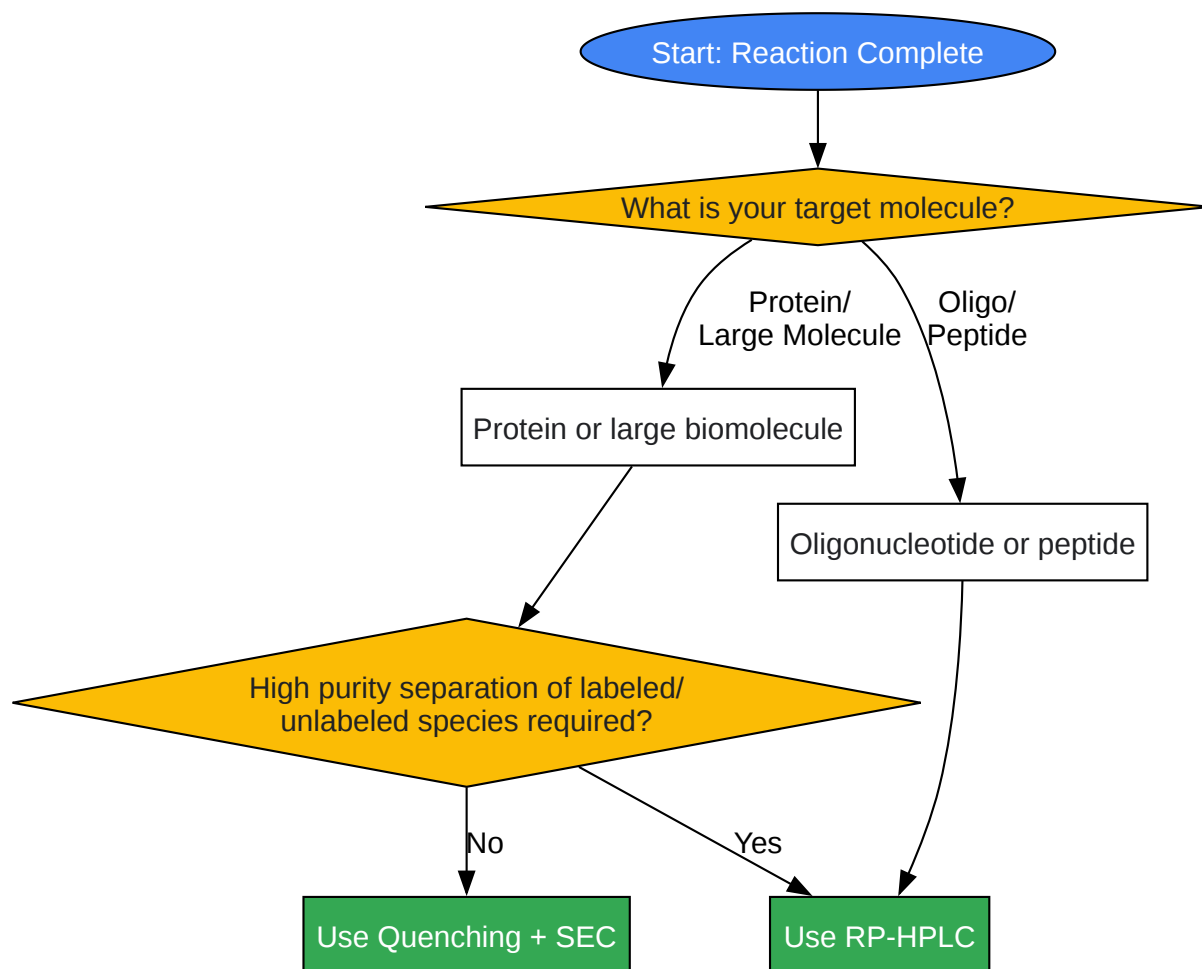 Start: Reaction Complete
What is your target molecule?
Protein/
Large Molecule
Oligo/
Peptide
Protein or large biomolecule
Oligonucleotide or peptide
High purity separation of labeled/
unlabeled species required?
No
Yes
Use Quenching + SEC
Use RP-HPLC